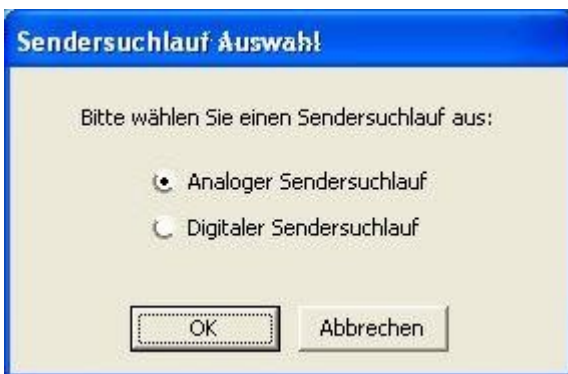 Sendersuchlauf Auswahl
Bitte wählen Sie einen Sendersuchlauf aus:
Analoger Sendersuchlauf
Digitaler Sendersuchlauf
OK
Abbrechen